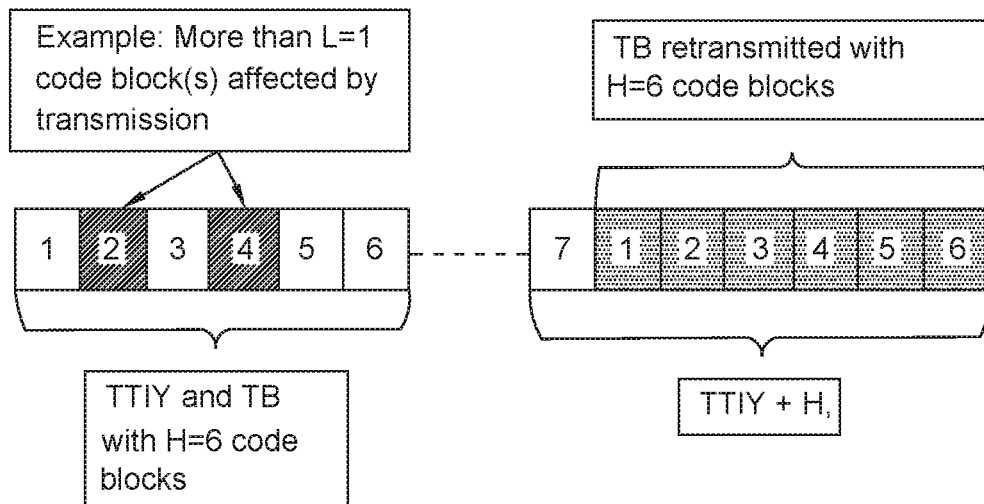 Example: More than L=1
code block(s) affected by
transmission
TB retransmitted with
H=6 code blocks
1 2 3 4 5 6
7 1 2 3 4 5 6
TTIY and TB
with H=6 code
blocks
TTIY + H,